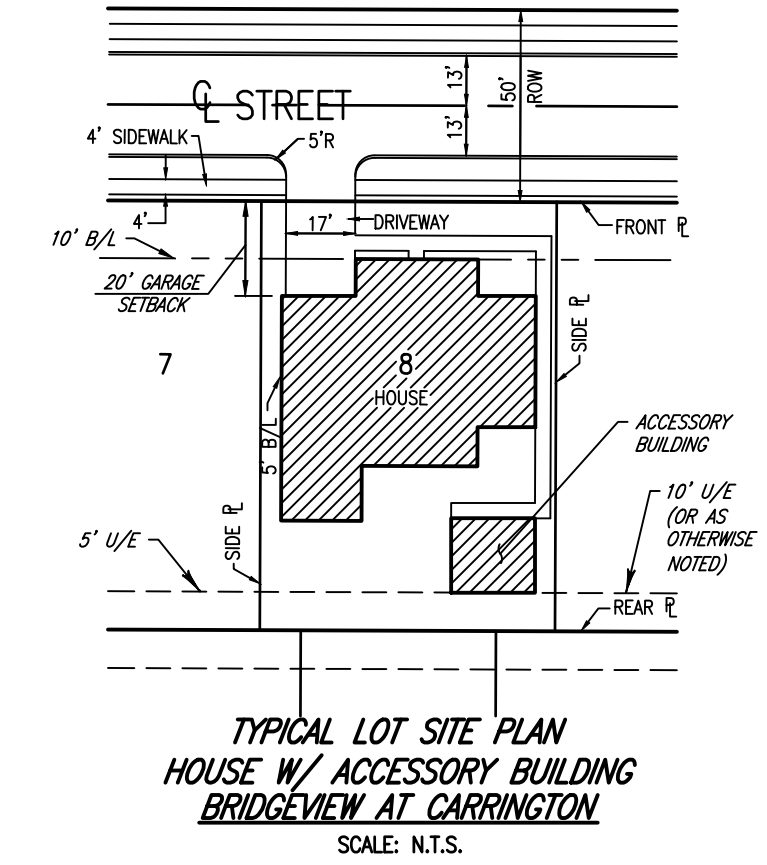 13'
50' ROW
℄ STREET
13'
4' SIDEWALK
5'R
4'
17'
DRIVEWAY
FRONT ℙL
10' B/L
20' GARAGE
SETBACK
7
8
HOUSE
SIDE ℙL
5' B/L
ACCESSORY
BUILDING
10' U/E
(OR AS
OTHERWISE
NOTED)
5' U/E
SIDE ℙL
REAR ℙL
TYPICAL LOT SITE PLAN
HOUSE W/ ACCESSORY BUILDING
BRIDGEVIEW AT CARRINGTON
SCALE: N.T.S.